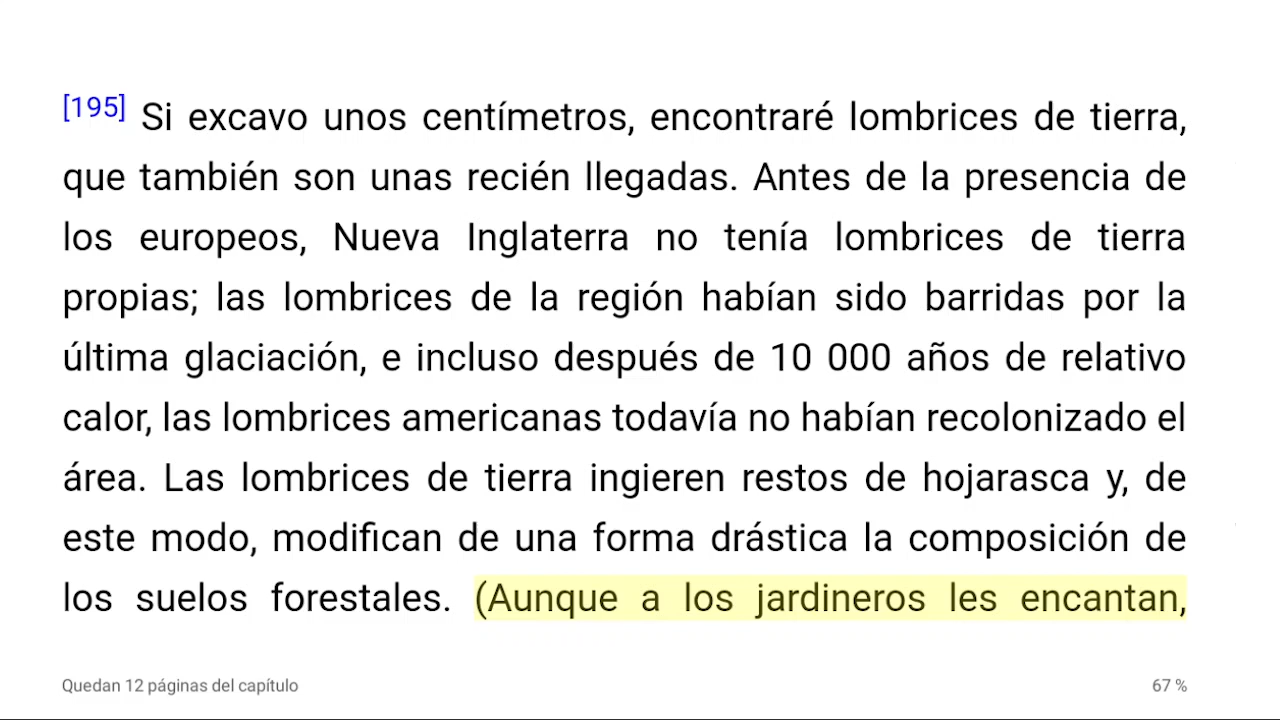 [195] Si excavo unos centímetros, encontraré lombrices de tierra,
que también son unas recién llegadas. Antes de la presencia de
los europeos, Nueva Inglaterra no tenía lombrices de tierra
propias; las lombrices de la región habían sido barridas por la
última glaciación, e incluso después de 10 000 años de relativo
calor, las lombrices americanas todavía no habían recolonizado el
área. Las lombrices de tierra ingieren restos de hojarasca y, de
este modo, modifican de una forma drástica la composición de
los suelos forestales. (Aunque a los jardineros les encantan,
Quedan 12 páginas del capítulo
67 %